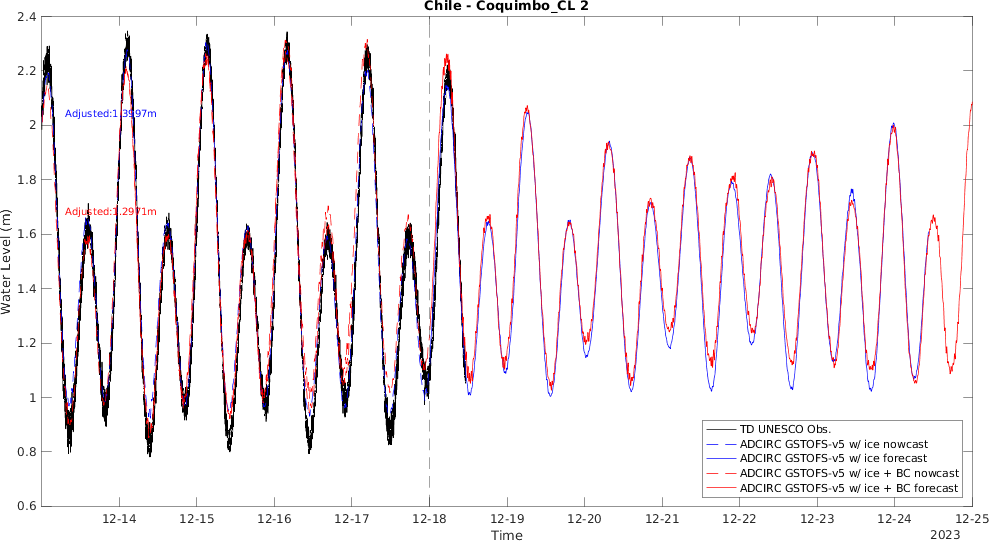 Chile - Coquimbo_CL 2
2.4
2.2
2
1.8
1.6
1.4
1.2
1
0.8
0.6
Water Level (m)
Adjusted:1.3997m
Adjusted:1.2971m
TD UNESCO Obs.
ADCIRC GSTOFS-v5 w/ ice nowcast
ADCIRC GSTOFS-v5 w/ ice forecast
ADCIRC GSTOFS-v5 w/ ice + BC nowcast
ADCIRC GSTOFS-v5 w/ ice + BC forecast
12-14 12-15 12-16 12-17 12-18 12-19 12-20 12-21 12-22 12-23 12-24 12-25
Time
2023